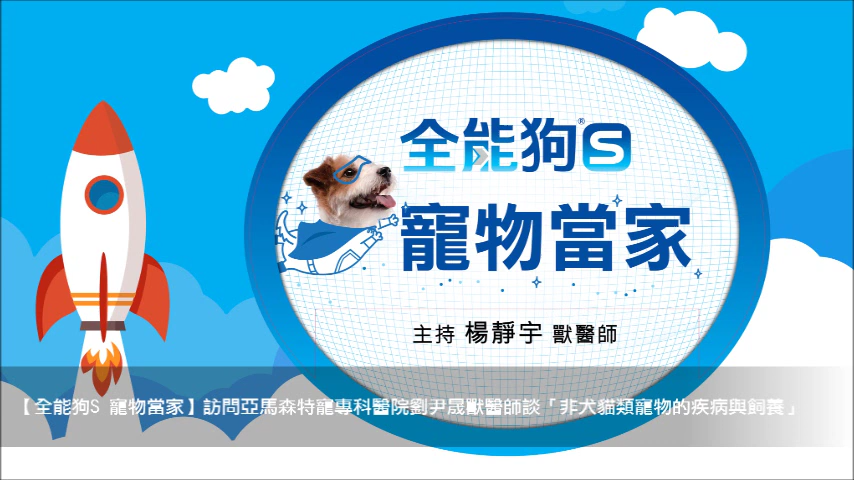 全能狗S®
寵物當家
主持 楊靜宇 獸醫師
【全能狗S 寵物當家】訪問亞馬森特寵專科醫院劉尹晟獸醫師談「非犬貓類寵物的疾病與飼養」